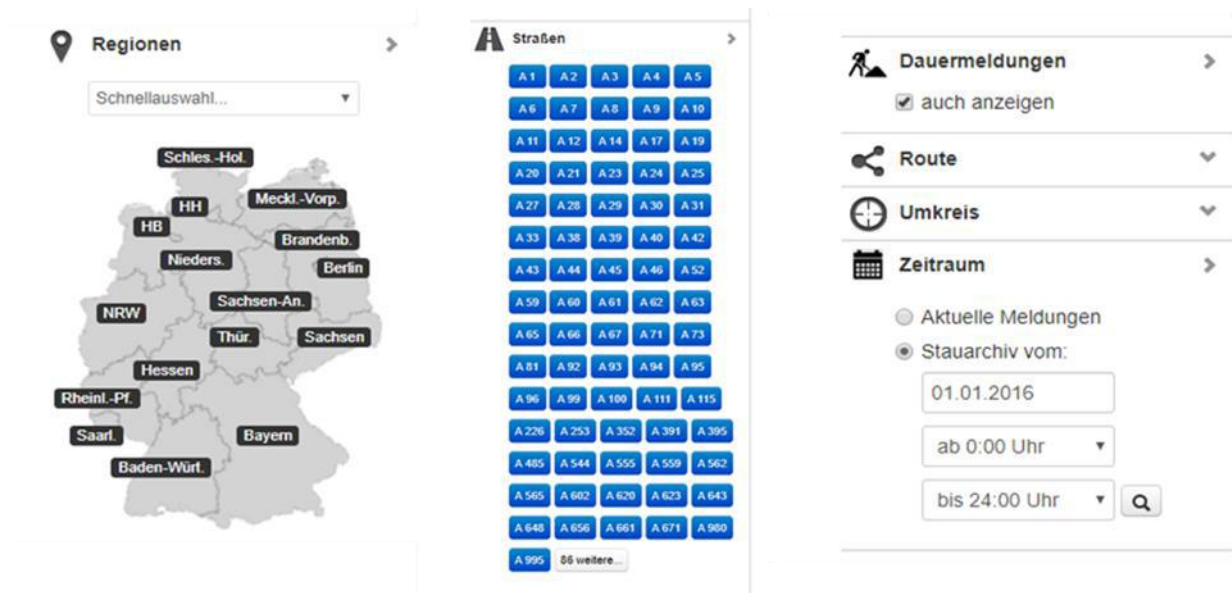 Regionen
Schnellauswahl...
Schles.-Hol.
HH
Meckl.-Vorp.
HB
Brandenb.
Nieders.
Berlin
Sachsen-An.
NRW
Thür.
Sachsen
Hessen
Rheinl.-Pf.
Saarl.
Bayern
Baden-Würt.
Straßen
A 1 A 2 A 3 A 4 A 5
A 6 A 7 A 8 A 9 A 10
A 11 A 12 A 14 A 17 A 19
A 20 A 21 A 23 A 24 A 25
A 27 A 28 A 29 A 30 A 31
A 33 A 38 A 39 A 40 A 42
A 43 A 44 A 45 A 46 A 52
A 59 A 60 A 61 A 62 A 63
A 65 A 66 A 67 A 71 A 73
A 81 A 92 A 93 A 94 A 95
A 96 A 99 A 100 A 111 A 115
A 226 A 253 A 352 A 391 A 395
A 485 A 544 A 555 A 559 A 562
A 565 A 602 A 620 A 623 A 643
A 648 A 656 A 661 A 671 A 980
A 995 86 weitere...
Dauermeldungen
auch anzeigen
Route
Umkreis
Zeitraum
Aktuelle Meldungen
Stauarchiv vom:
01.01.2016
ab 0:00 Uhr
bis 24:00 Uhr